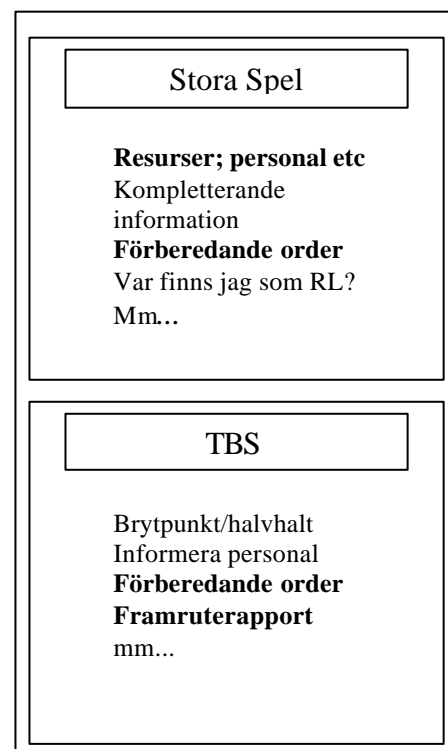 Stora Spel
Resurser; personal etc
Kompletterande
information
Förberedande order
Var finns jag som RL?
Mm...
TBS
Brytpunkt/halvhalt
Informera personal
Förberedande order
Framruterapport
mm...